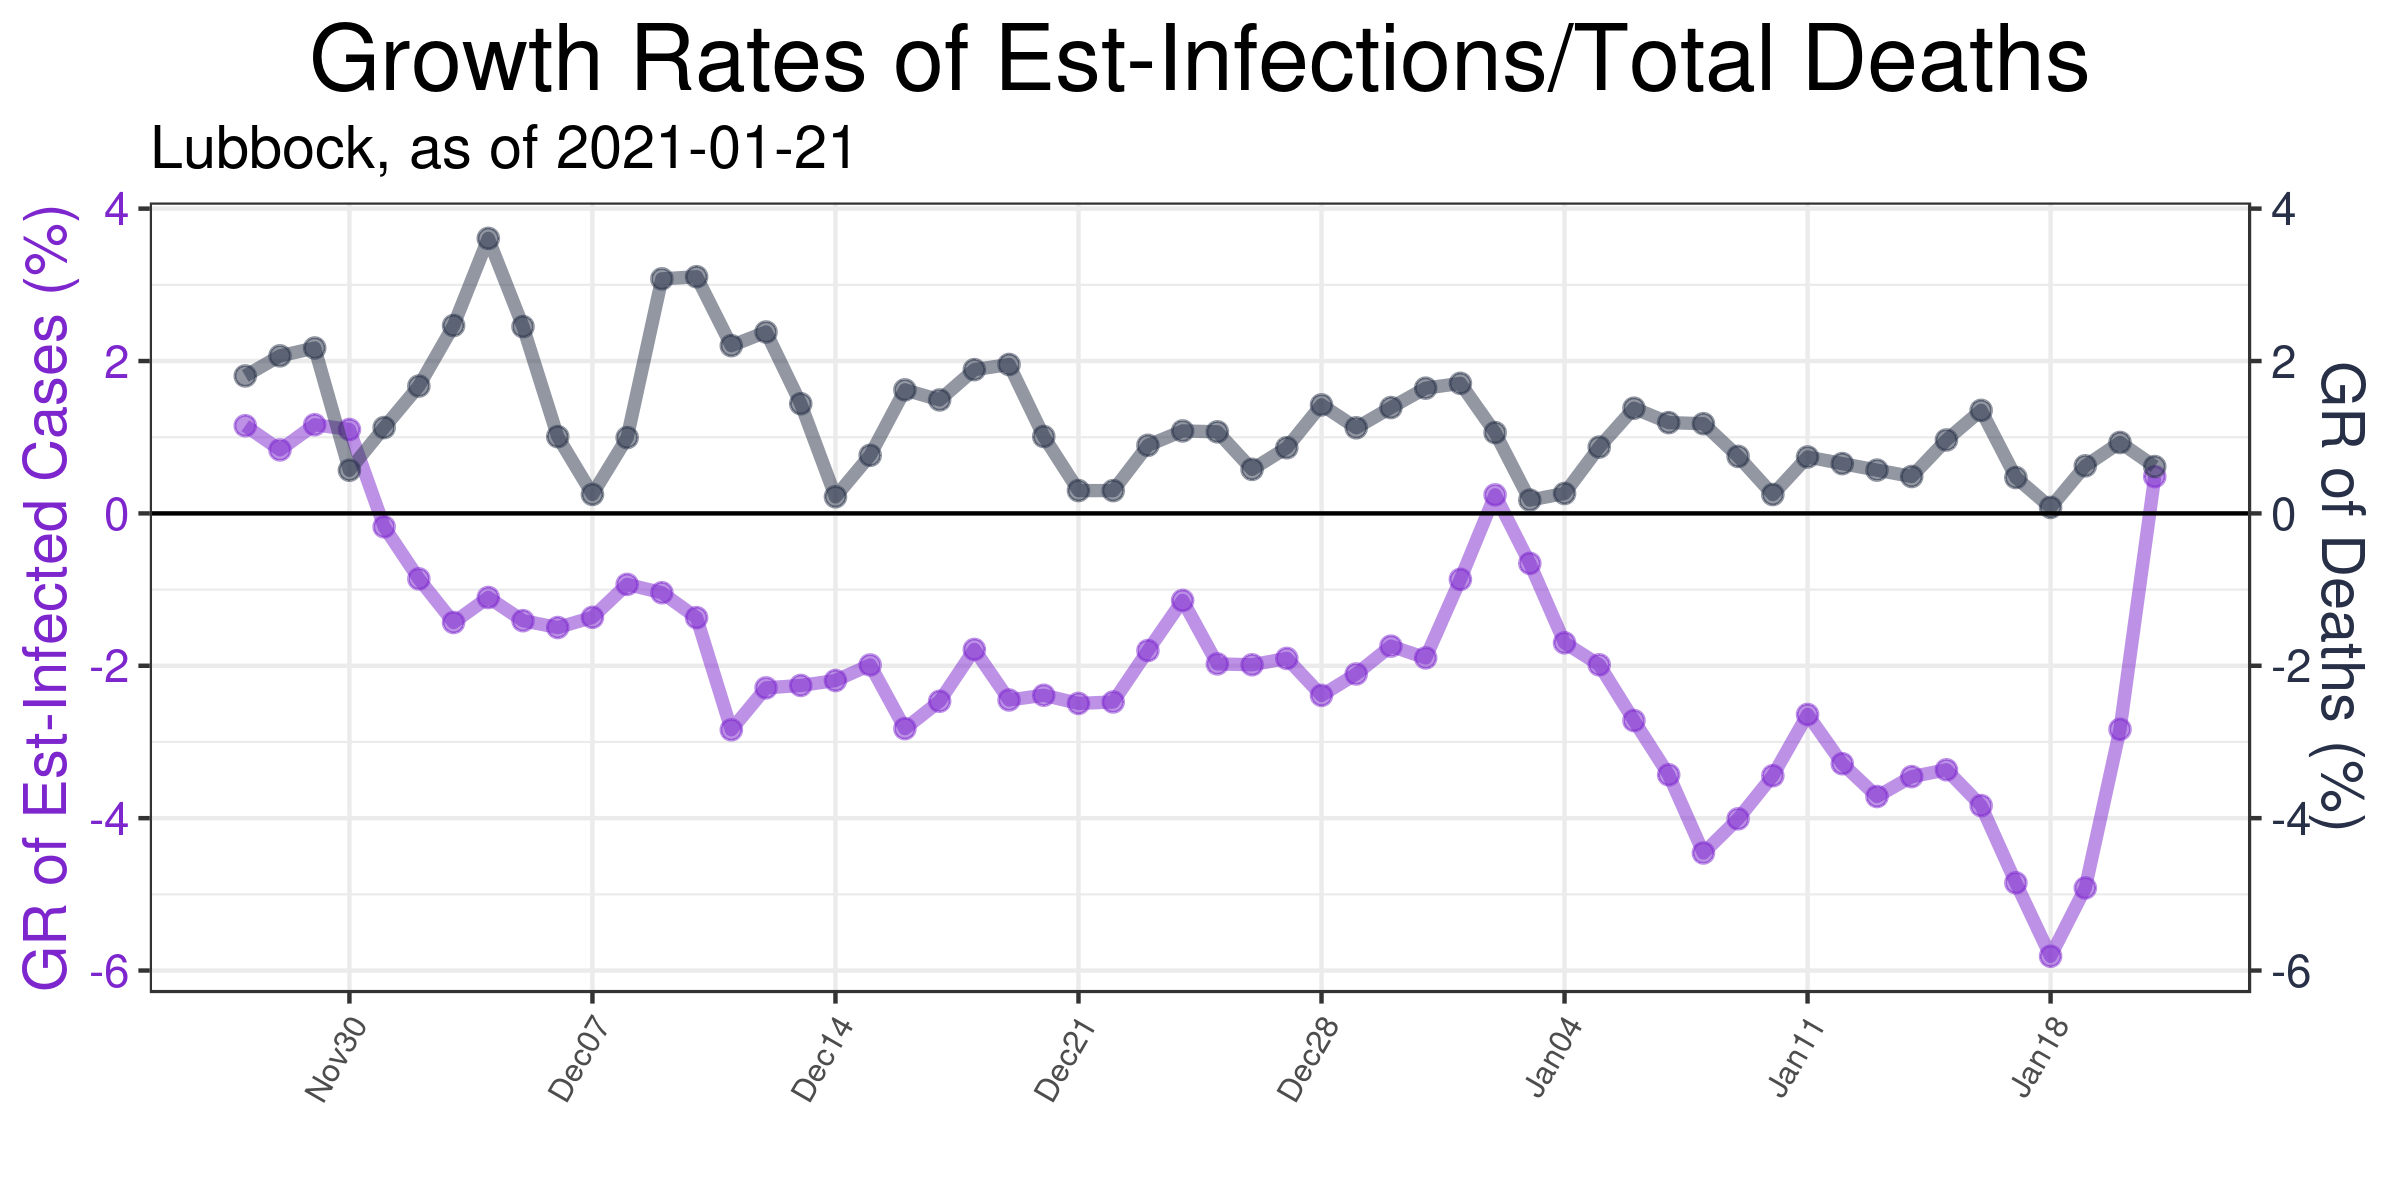 Growth Rates of Est-Infections/Total Deaths
Lubbock, as of 2021-01-21
GR of Est-Infected Cases (%)
4
2
0
-2
-4
-6
4
2
0
-2
-4
-6
GR of Deaths (%)
Nov30
Dec07
Dec14
Dec21
Dec28
Jan04
Jan11
Jan18